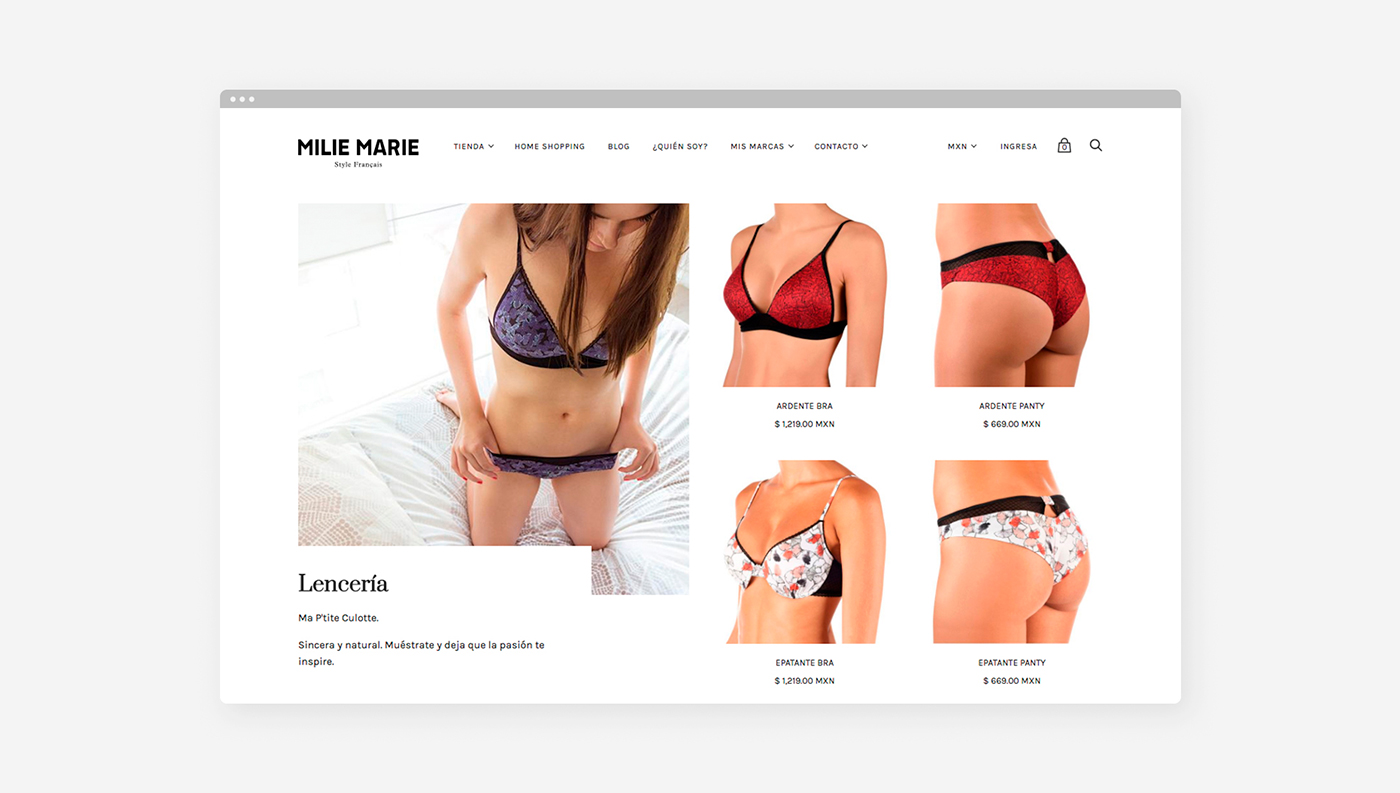 MILIE MARIE
Style Français
TIENDA
HOME SHOPPING
BLOG
¿QUIÉN SOY?
MIS MARCAS
CONTACTO
MXN
INGRESA
0
ARDENTE BRA
$ 1,219.00 MXN
ARDENTE PANTY
$ 669.00 MXN
Lencería
Ma P'tite Culotte.
Sincera y natural. Muéstrate y deja que la pasión te
inspire.
EPATANTE BRA
$ 1,219.00 MXN
EPATANTE PANTY
$ 669.00 MXN